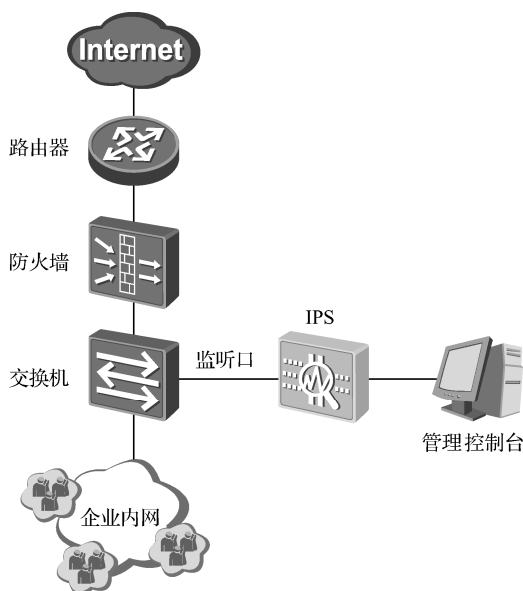 Internet
路由器
防火墙
IPS
交换机
监听口
管理控制台
企业内网